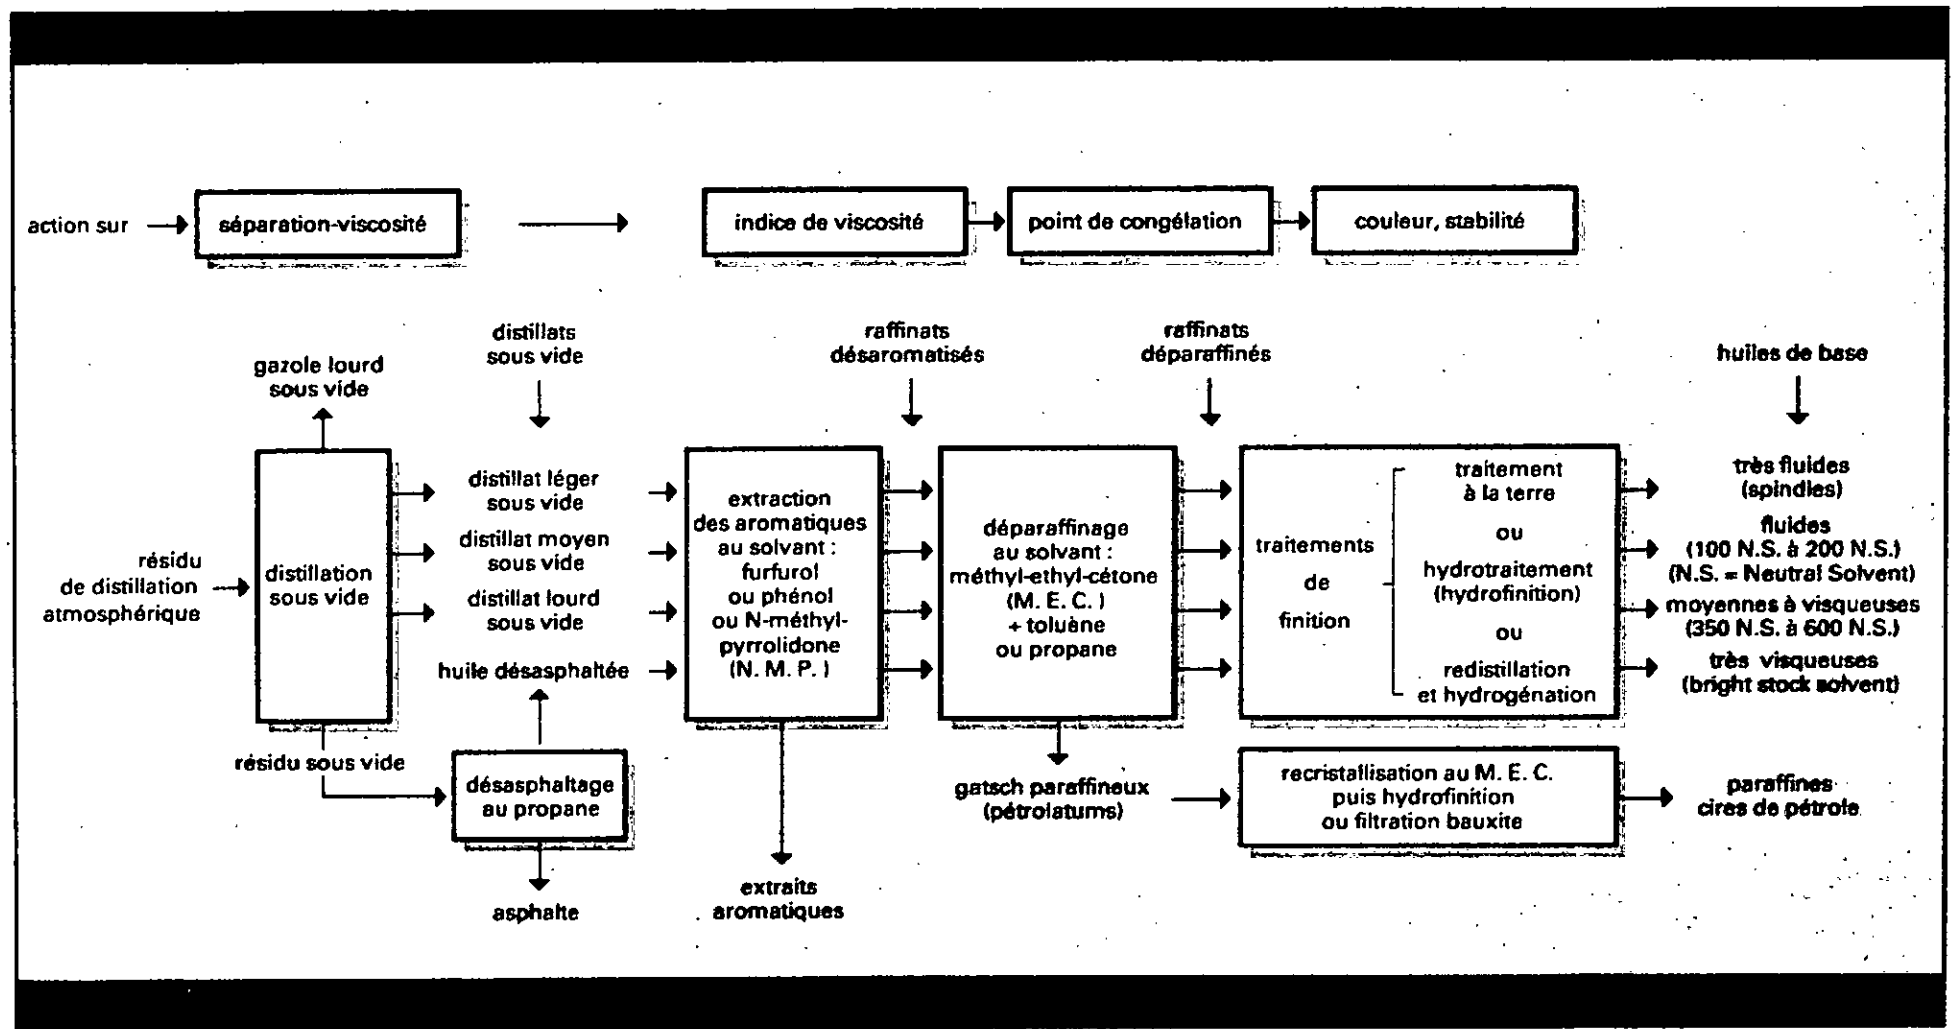 action sur
séparation-viscosité
indice de viscosité
point de congélation
couleur, stabilité
distillats
sous vide
raffinats
désaromatisés
raffinats
déparaffinés
huiles de base
gazole lourd
sous vide
résidu
de distillation
atmosphérique
distillation
sous vide
distillat léger
sous vide
distillat moyen
sous vide
distillat lourd
sous vide
huile désasphaltée
résidu sous vide
désasphaltage
au propane
asphalte
extraction
des aromatiques
au solvant :
furfurol
ou phénol
ou N-méthyl-
pyrrolidone
(N. M. P.)
extraits
aromatiques
déparaffinage
au solvant :
méthyl-ethyl-cétone
(M. E. C.)
+ toluène
ou propane
gatsch paraffineux
(pétrolatums)
traitements
de
finition
traitement
à la terre
ou
hydrotraitement
(hydrofinition)
ou
redistillation
et hydrogénation
recristallisation au M. E. C.
puis hydrofinition
ou filtration bauxite
très fluides
(spindles)
fluides
(100 N.S. à 200 N.S.)
(N.S. = Neutral Solvent)
moyennes à visqueuses
(350 N.S. à 600 N.S.)
très visqueuses
(bright stock solvent)
paraffines
cires de pétrole